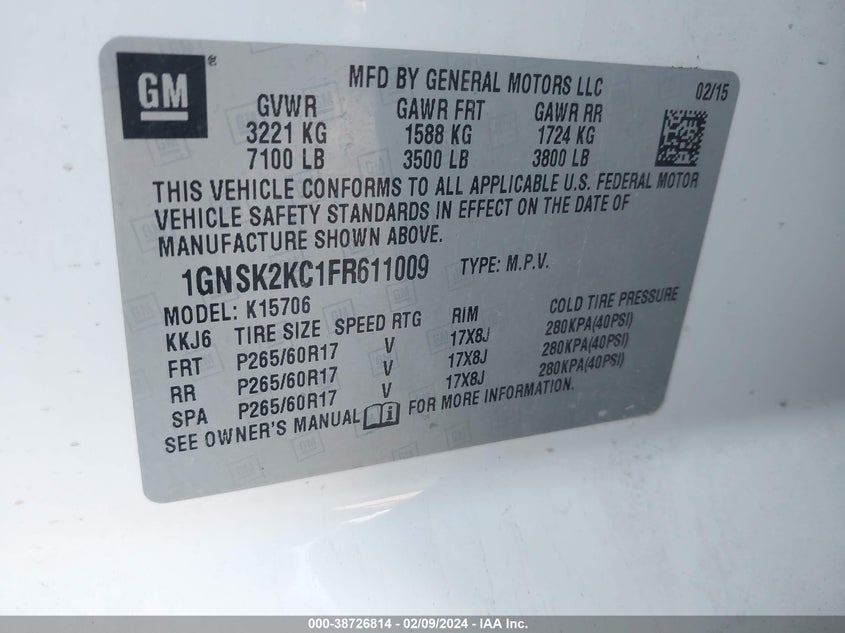 GM ®
MFD BY GENERAL MOTORS LLC 02/15
GVWR GAWR FRT GAWR RR
3221 KG 1588 KG 1724 KG
7100 LB 3500 LB 3800 LB
THIS VEHICLE CONFORMS TO ALL APPLICABLE U.S. FEDERAL MOTOR
VEHICLE SAFETY STANDARDS IN EFFECT ON THE DATE OF
MANUFACTURE SHOWN ABOVE.
1GNSK2KC1FR611009 TYPE: M.P.V.
MODEL: K15706
KKJ6 TIRE SIZE SPEED RTG RIM COLD TIRE PRESSURE
FRT P265/60R17 V 17X8J 280KPA(40PSI)
RR P265/60R17 V 17X8J 280KPA(40PSI)
SPA P265/60R17 V 17X8J 280KPA(40PSI)
SEE OWNER'S MANUAL FOR MORE INFORMATION.
000-38726814 - 02/09/2024 - IAA Inc.